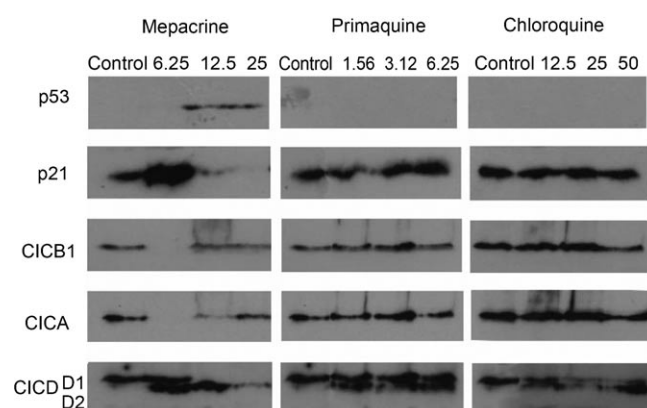 Mepacrine Primaquine Chloroquine
Control 6.25 12.5 25 Control 1.56 3.12 6.25 Control 12.5 25 50
p53
p21
CICB1
CICA
CICD D1
D2